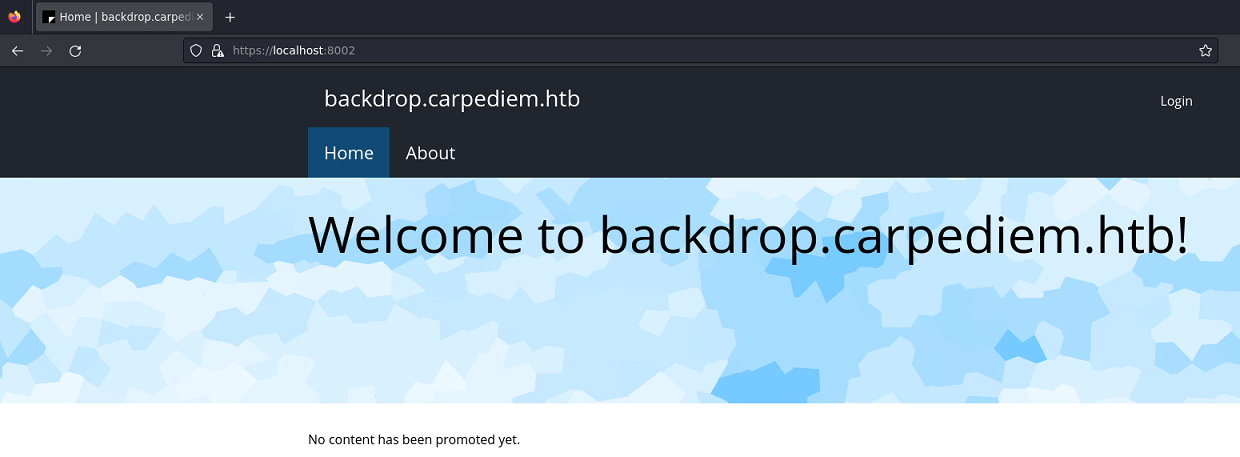 Home | backdrop.carpedi
https://localhost:8002
backdrop.carpediem.htb
Login
Home About
Welcome to backdrop.carpediem.htb!
No content has been promoted yet.